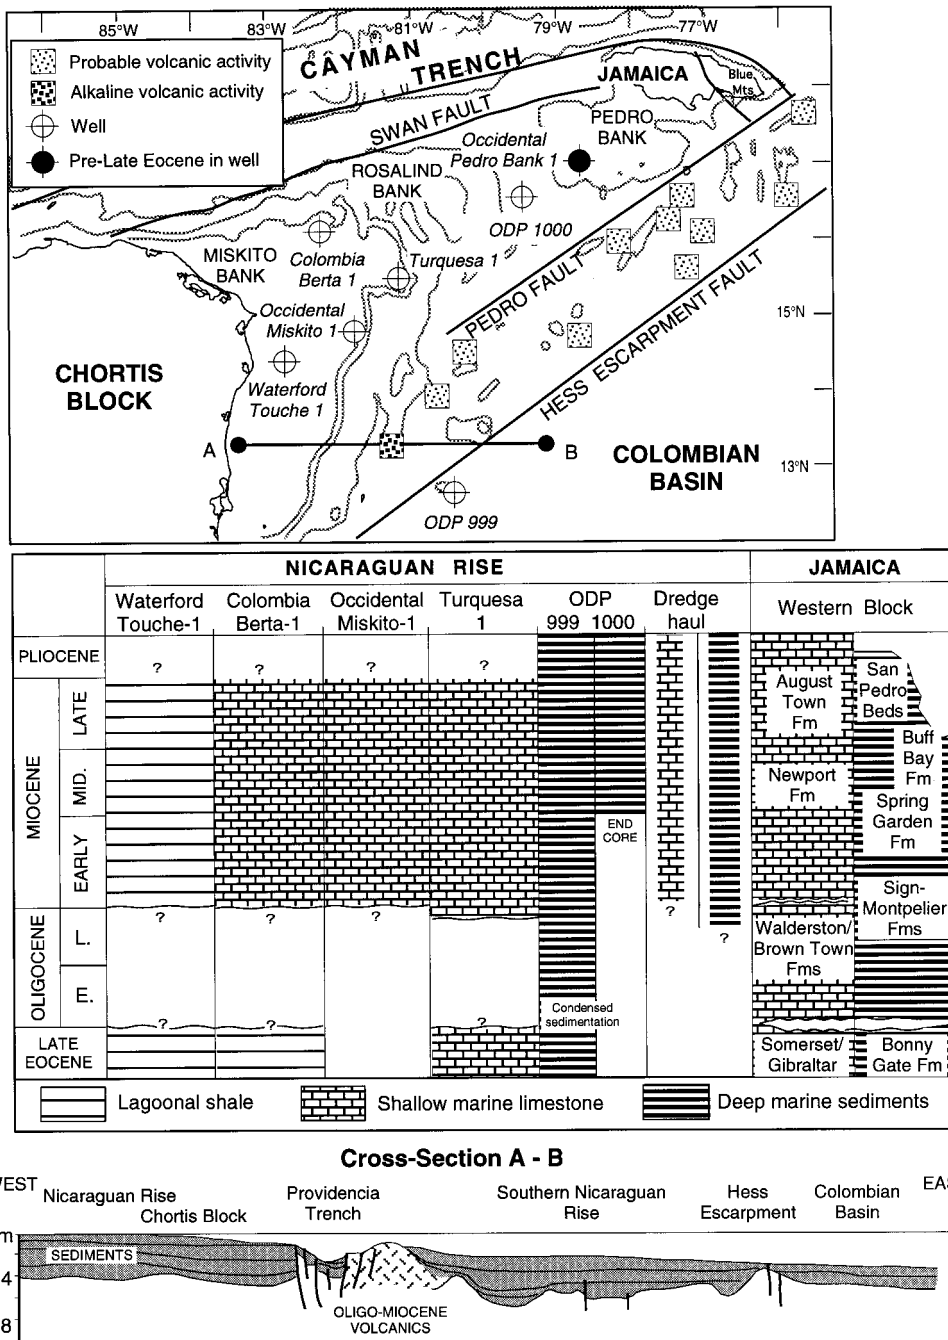 85°W
83°W
81°W
79°W
77°W
Probable volcanic activity
Alkaline volcanic activity
Well
Pre-Late Eocene in well
CÂYMAN
TRENCH
JAMAICA
Blue
Mts
SWAN FAULT
PEDRO
BANK
Occidental
Pedro Bank 1
ROSALIND
BANK
ODP 1000
MISKITO
BANK
Colombia
Berta 1
Turquesa 1
PEDRO FAULT
Occidental
Miskito 1
15°N
HESS ESCARPMENT FAULT
CHORTIS
BLOCK
Waterford
Touche 1
A
B
COLOMBIAN
BASIN
13°N
ODP 999
NICARAGUAN RISE
JAMAICA
Waterford
Touche-1
Colombia
Berta-1
Occidental
Miskito-1
Turquesa
1
ODP
999 1000
Dredge
haul
Western Block
PLIOCENE
? ? ? ?
MIOCENE
LATE
MID.
EARLY
August
Town
Fm
San
Pedro
Beds
Buff
Bay
Fm
Newport
Fm
Spring
Garden
Fm
END
CORE
? ? ?
?
?
Sign-
Montpelier
Fms
OLIGOCENE
L.
E.
Walderston/
Brown Town
Fms
Condensed
sedimentation
? ? ?
LATE
EOCENE
Somerset/
Gibraltar
Bonny
Gate Fm
Lagoonal shale
Shallow marine limestone
Deep marine sediments
Cross-Section A - B
EST
EAS
Nicaraguan Rise
Chortis Block
Providencia
Trench
Southern Nicaraguan
Rise
Hess
Escarpment
Colombian
Basin
m
SEDIMENTS
4
8
OLIGO-MIOCENE
VOLCANICS